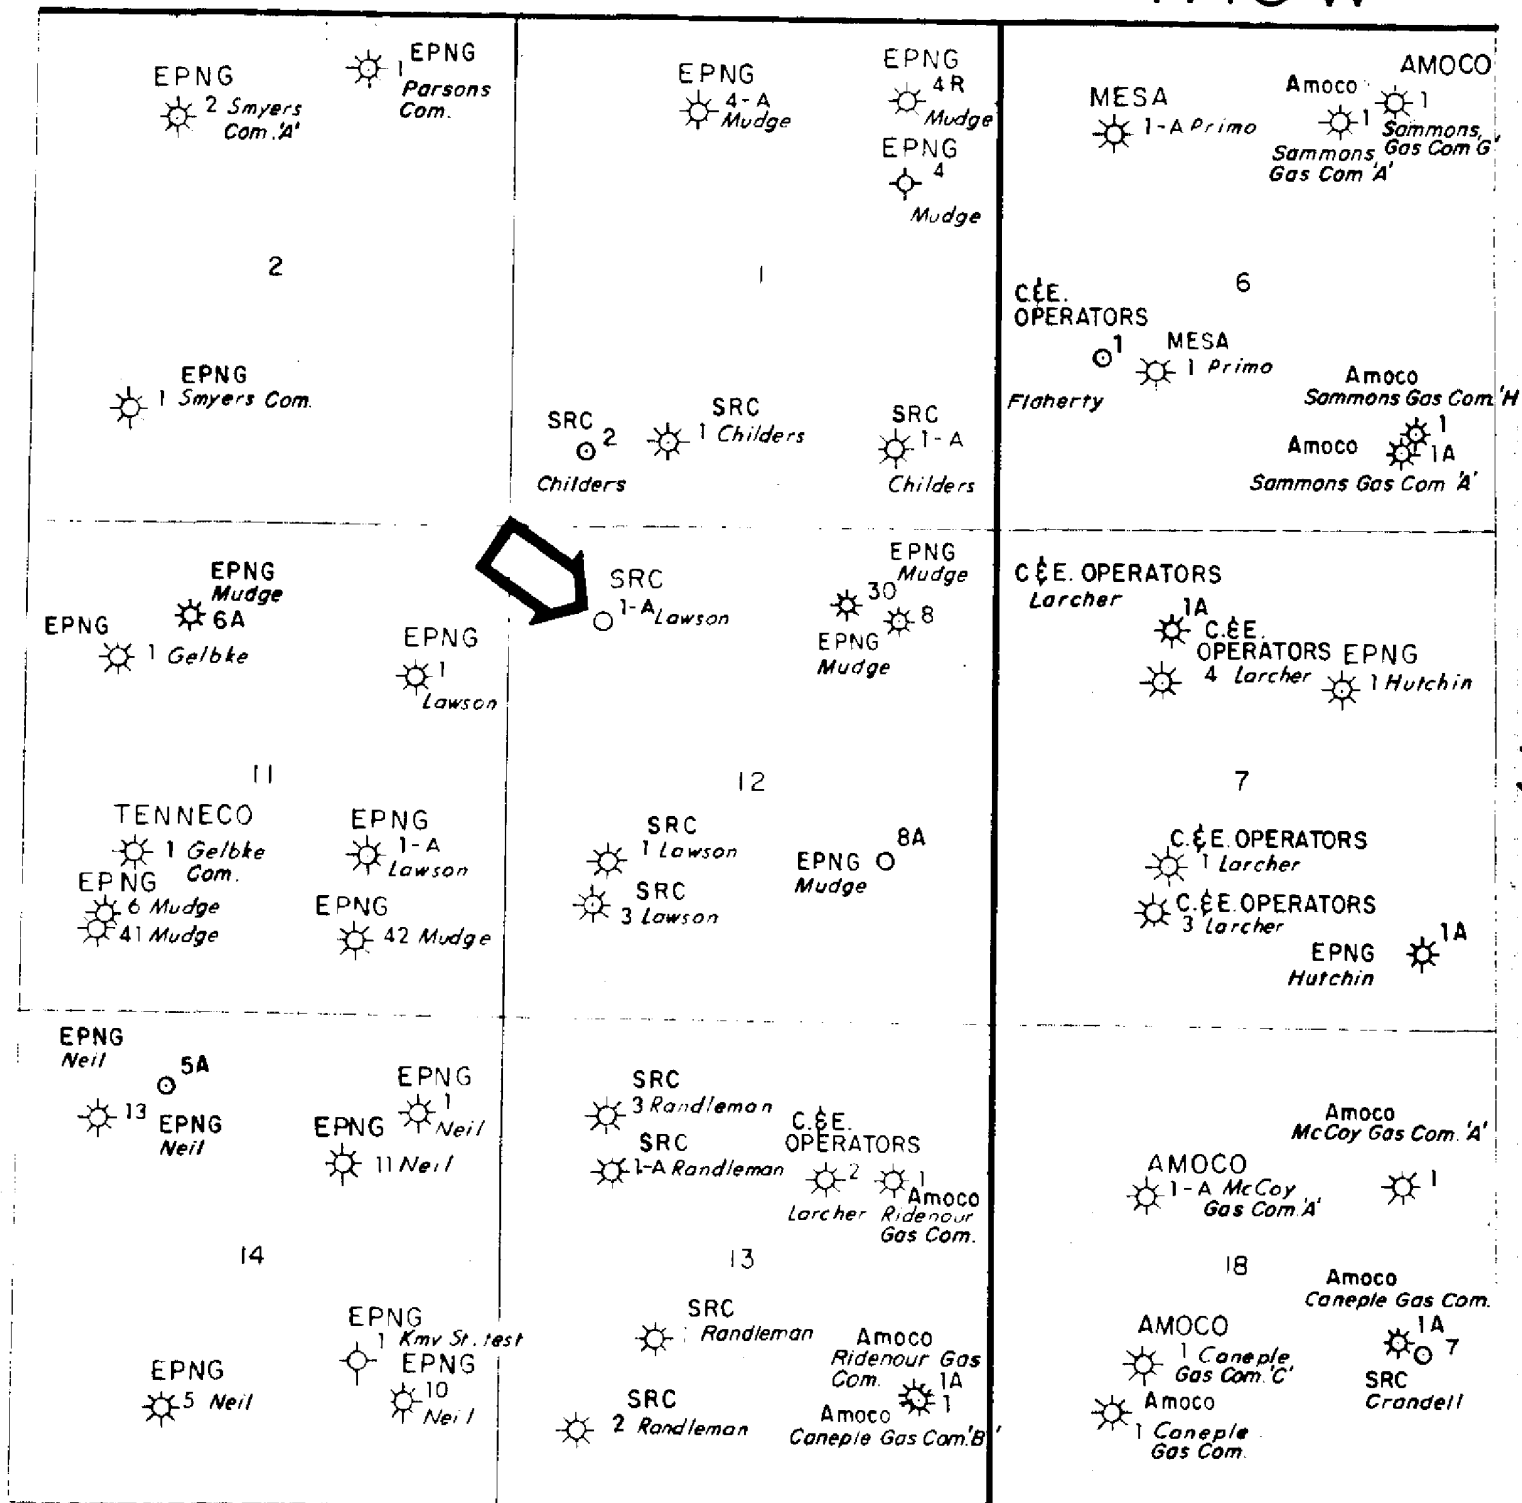 EPNG
2 Smyers
Com.'A'
EPNG
1
Parsons
Com.
EPNG
4-A
Mudge
EPNG
4R
Mudge
EPNG
4
Mudge
2
1
EPNG
1 Smyers Com.
SRC
2
Childers
SRC
1 Childers
SRC
1-A
Childers
MESA
1-A Primo
Amoco
1
Sammons
Gas Com 'A'
AMOCO
1
Sammons
Gas Com 'G'
6
C.&E.
OPERATORS
1
Flaherty
MESA
1 Primo
Amoco
Sammons Gas Com.'H'
1
Amoco
1A
Sammons Gas Com 'A'
EPNG
Mudge
6A
EPNG
1 Gelbke
EPNG
1
Lawson
11
TENNECO
1 Gelbke
Com.
EPNG
6 Mudge
41 Mudge
EPNG
1-A
Lawson
EPNG
42 Mudge
SRC
1-A Lawson
EPNG
Mudge
30
8
EPNG
Mudge
12
SRC
1 Lawson
SRC
3 Lawson
8A
EPNG
Mudge
C.&E. OPERATORS
Larcher
1A
C.&E.
OPERATORS
4 Larcher
EPNG
1 Hutchin
7
C.&E. OPERATORS
1 Larcher
C.&E. OPERATORS
3 Larcher
1A
EPNG
Hutchin
EPNG
Neil
5A
13
EPNG
Neil
EPNG
1
Neil
EPNG
11 Neil
14
EPNG
1 Kmv St. test
EPNG
10
Neil
EPNG
5 Neil
SRC
3 Randleman
SRC
1-A Randleman
C.&E.
OPERATORS
2
Larcher
1
Amoco
Ridenour
Gas Com.
13
SRC
1 Randleman
SRC
2 Randleman
Amoco
Ridenour Gas
Com.
1A
1
Amoco
Caneple Gas Com.'B'
Amoco
McCoy Gas Com.'A'
1
AMOCO
1-A McCoy
Gas Com.'A'
18
Amoco
Caneple Gas Com.
1A
7
SRC
Crandell
AMOCO
1 Caneple
Gas Com.'C'
Amoco
1 Caneple
Gas Com.